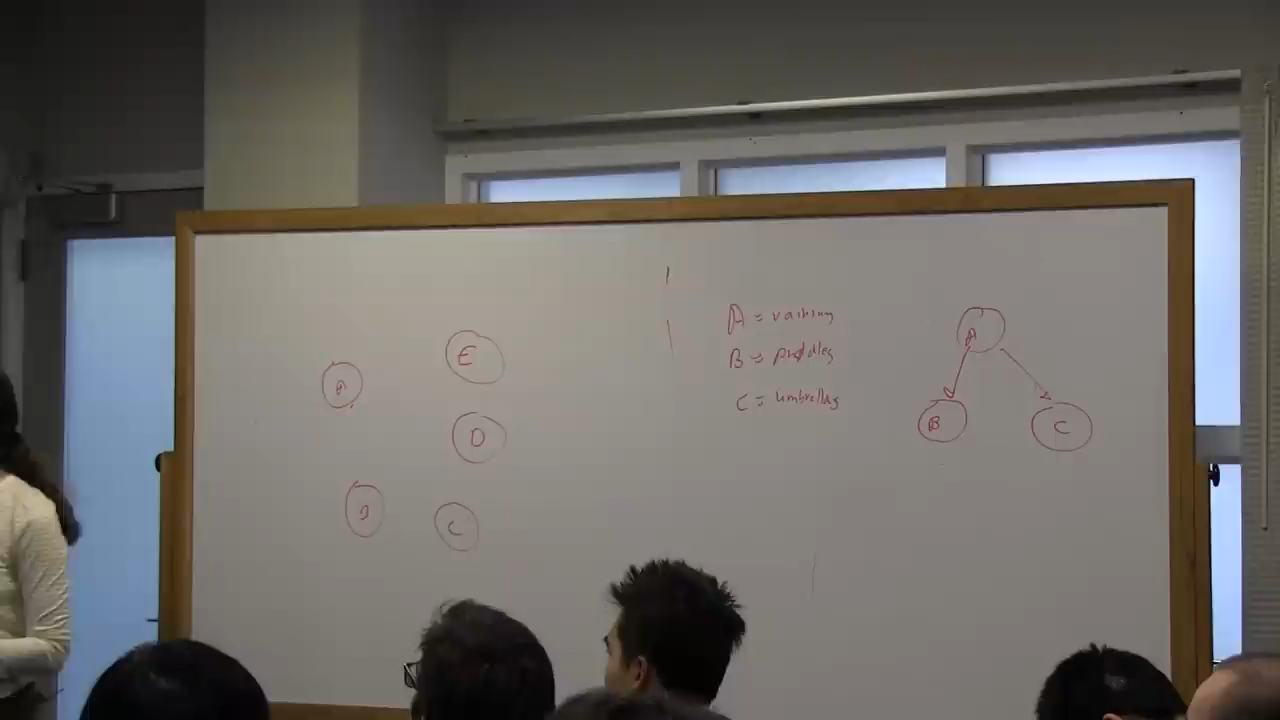 E
A
D
B
C
A = raining
B = puddles
C = umbrellas
A
B
C